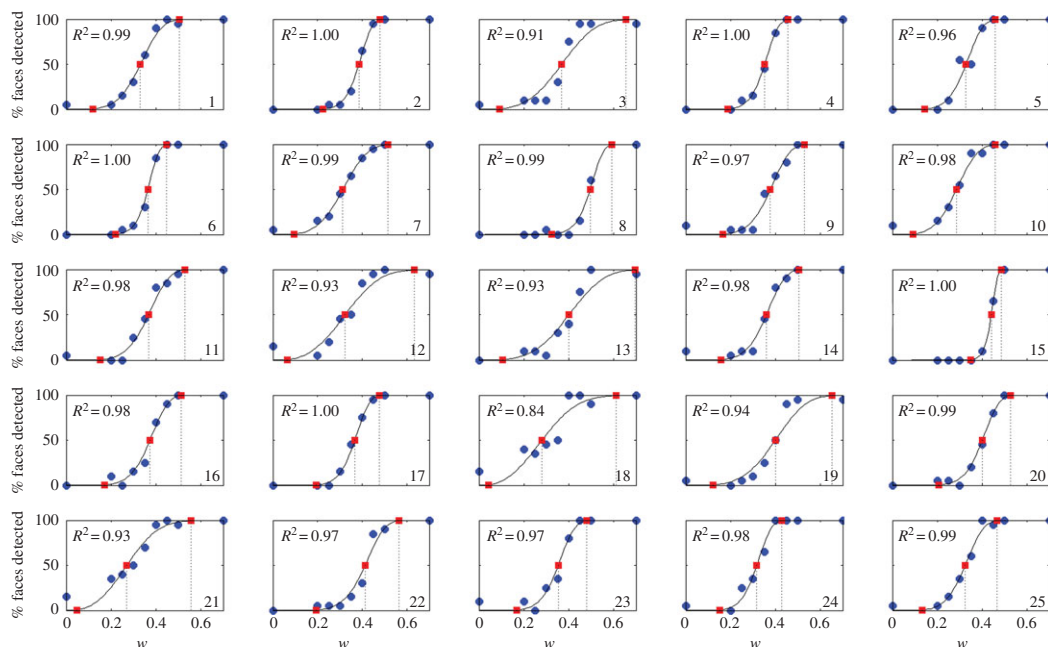 % faces detected
100
50
0
R² = 0.99
1
R² = 1.00
2
R² = 0.91
3
R² = 1.00
4
R² = 0.96
5
% faces detected
100
50
0
R² = 1.00
6
R² = 0.99
7
R² = 0.99
8
R² = 0.97
9
R² = 0.98
10
% faces detected
100
50
0
R² = 0.98
11
R² = 0.93
12
R² = 0.93
13
R² = 0.98
14
R² = 1.00
15
% faces detected
100
50
0
R² = 0.98
16
R² = 1.00
17
R² = 0.84
18
R² = 0.94
19
R² = 0.99
20
% faces detected
100
50
0
R² = 0.93
21
R² = 0.97
22
R² = 0.97
23
R² = 0.98
24
R² = 0.99
25
0 0.2 0.4 0.6
0 0.2 0.4 0.6
0 0.2 0.4 0.6
0 0.2 0.4 0.6
0 0.2 0.4 0.6
w
w
w
w
w